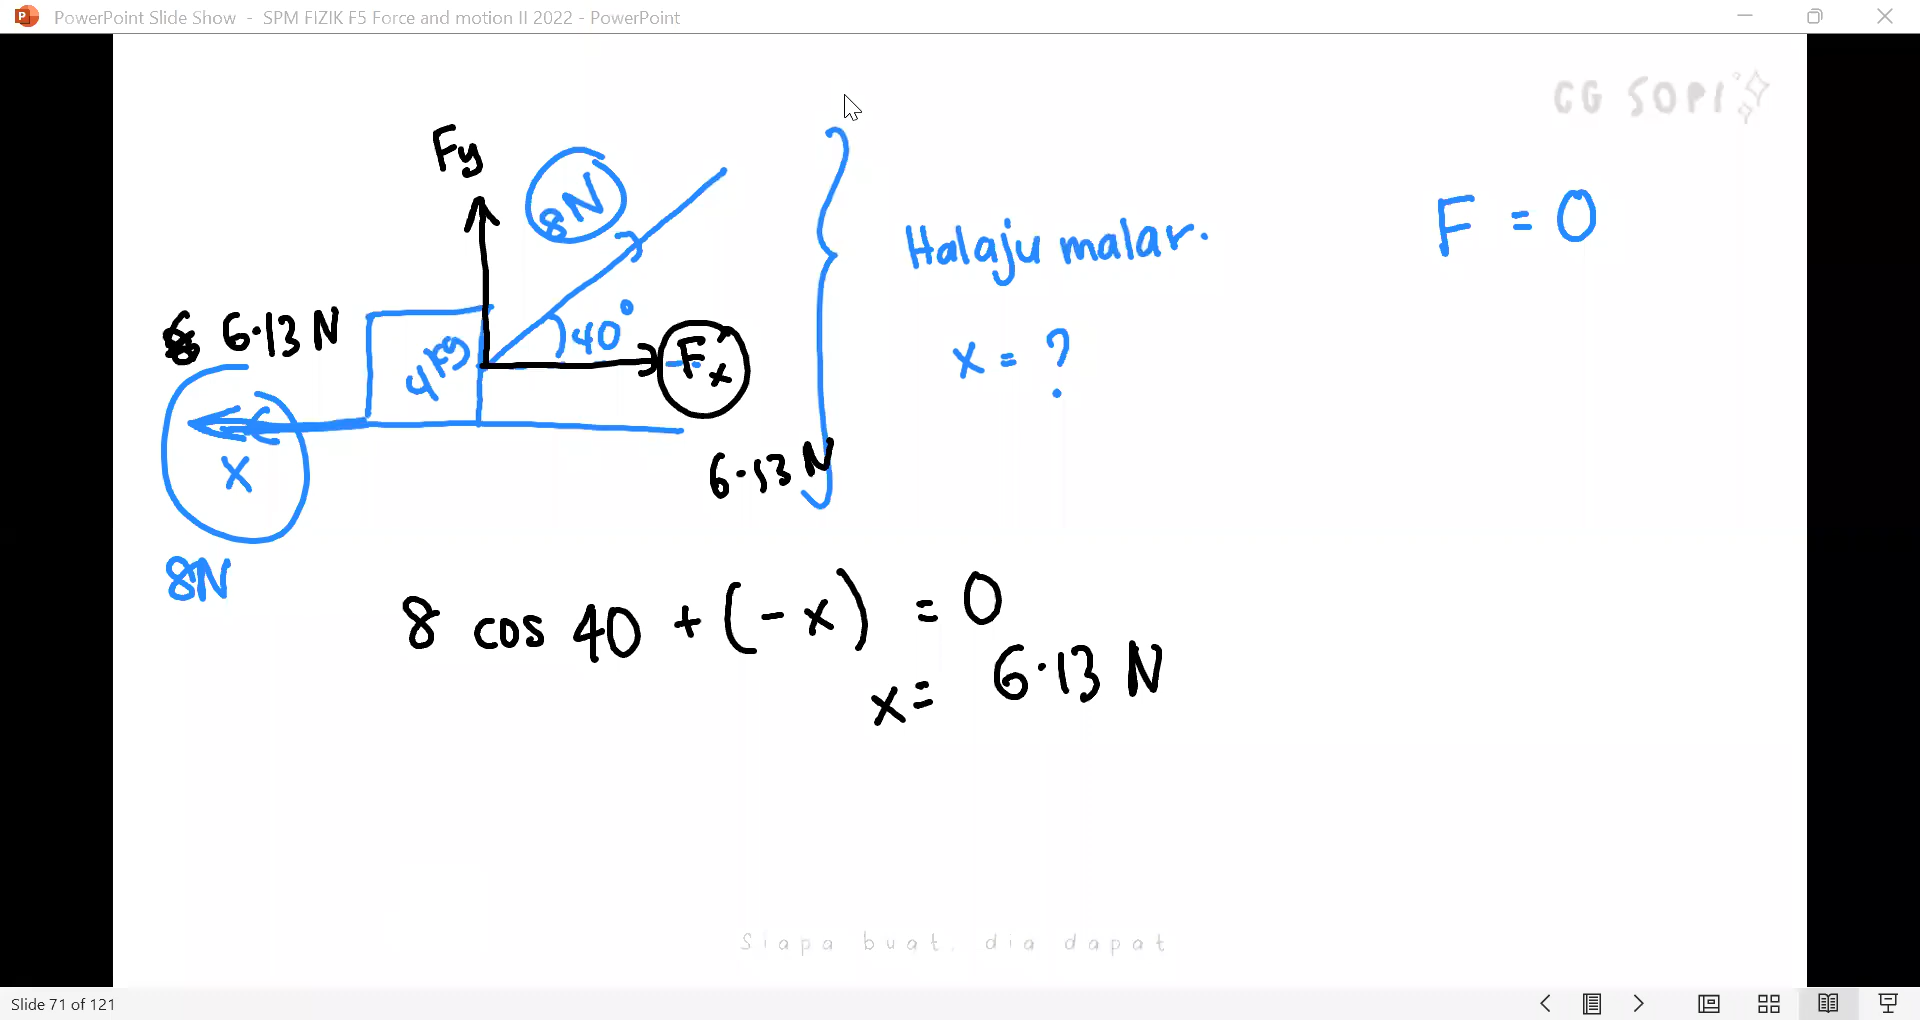 PowerPoint Slide Show - SPM FIZIK F5 Force and motion II 2022 - PowerPoint
CG SOPI
Fy
8N
F = 0
Halaju malar.
6.13 N
40°
4kg
Fx
x = ?
x
6.13 N
8N
8 cos 40 + (-x) = 0
x = 6.13 N
Siapa buat, dia dapat
Slide 71 of 121